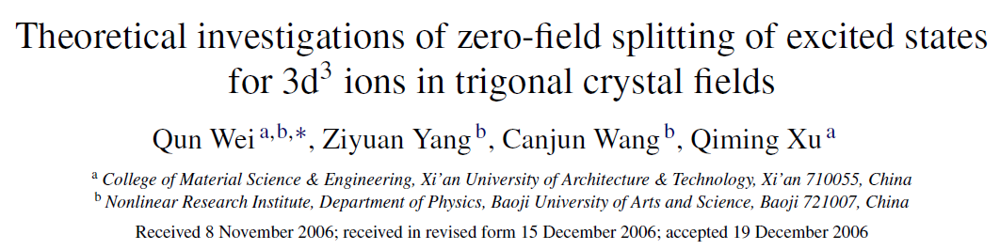 Theoretical investigations of zero-field splitting of excited states
for 3d³ ions in trigonal crystal fields
Qun Wei a,b,*, Ziyuan Yang b, Canjun Wang b, Qiming Xu a
a College of Material Science & Engineering, Xi'an University of Architecture & Technology, Xi'an 710055, China
b Nonlinear Research Institute, Department of Physics, Baoji University of Arts and Science, Baoji 721007, China
Received 8 November 2006; received in revised form 15 December 2006; accepted 19 December 2006